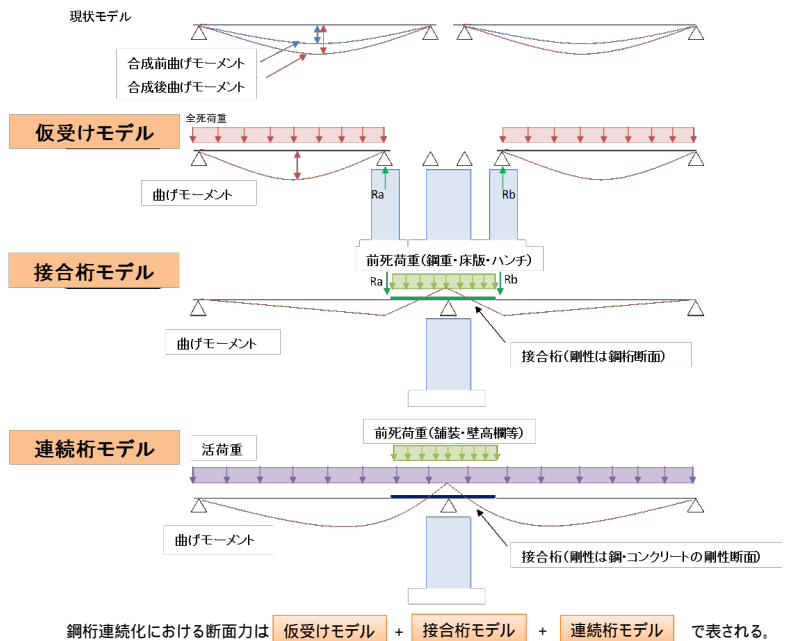 現状モデル
合成前曲げモーメント
合成後曲げモーメント
仮受けモデル
全死荷重
曲げモーメント
Ra
Rb
接合桁モデル
前死荷重(鋼重・床版・ハンチ)
Ra
Rb
曲げモーメント
接合桁(剛性は鋼桁断面)
連続桁モデル
活荷重
前死荷重(舗装・壁高欄等)
曲げモーメント
接合桁(剛性は鋼・コンクリートの剛性断面)
鋼桁連続化における断面力は 仮受けモデル + 接合桁モデル + 連続桁モデル で表される。